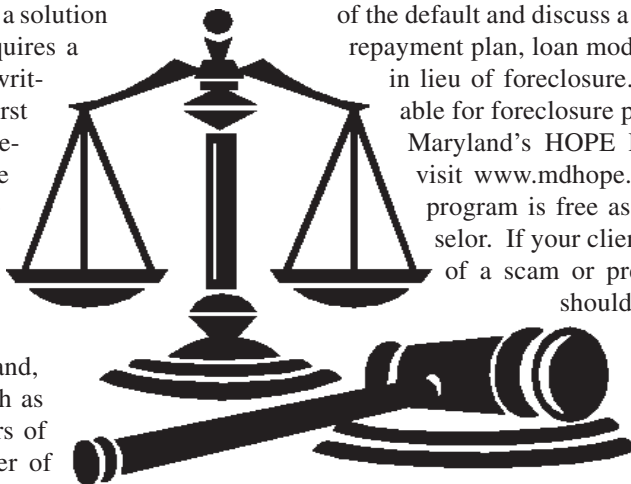 a solution
quires a
writ-
rst
e-
e
and,
h as
rs of
er of
of the default and discuss a
repayment plan, loan mod
in lieu of foreclosure.
able for foreclosure p
Maryland's HOPE
visit www.mdhope.
program is free as
selor. If your clien
of a scam or pr
should